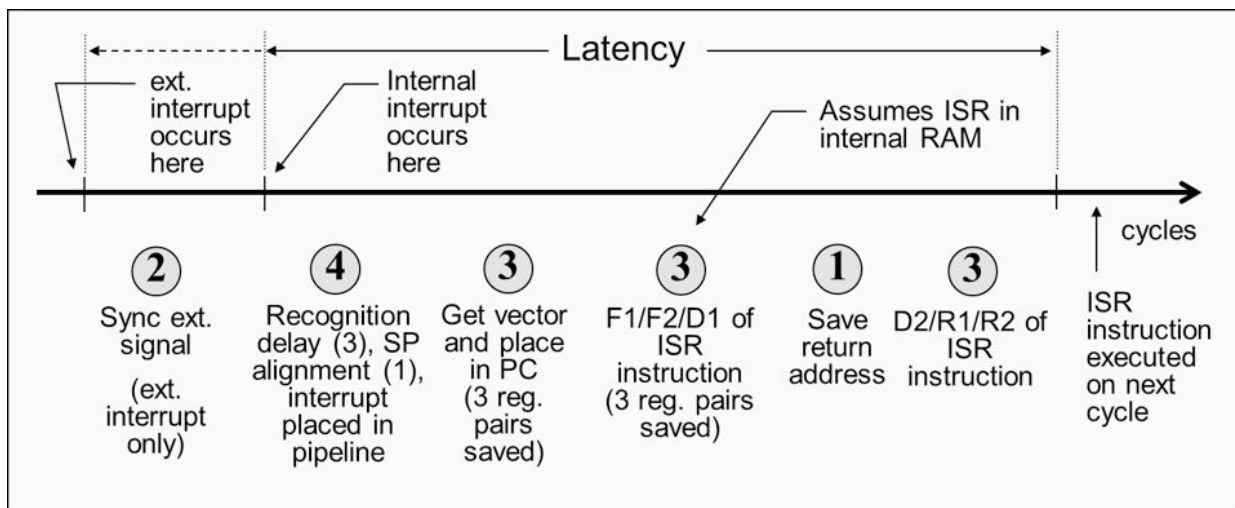 Latency
ext.
interrupt
occurs
here
Internal
interrupt
occurs
here
Assumes ISR in
internal RAM
cycles
2
Sync ext.
signal
(ext.
interrupt
only)
4
Recognition
delay (3), SP
alignment (1),
interrupt
placed in
pipeline
3
Get vector
and place
in PC
(3 reg.
pairs
saved)
3
F1/F2/D1 of
ISR
instruction
(3 reg. pairs
saved)
1
Save
return
address
3
D2/R1/R2 of
ISR
instruction
ISR
instruction
executed
on next
cycle